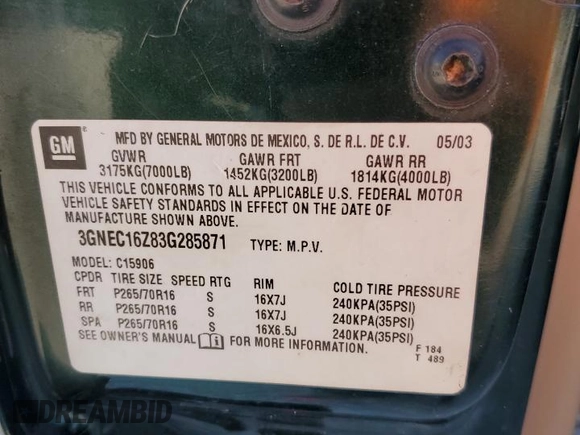 GM
MFD BY GENERAL MOTORS DE MEXICO, S. DE R.L. DE C.V. 05/03
GVWR GAWR FRT GAWR RR
3175KG(7000LB) 1452KG(3200LB) 1814KG(4000LB)
THIS VEHICLE CONFORMS TO ALL APPLICABLE U.S. FEDERAL MOTOR
VEHICLE SAFETY STANDARDS IN EFFECT ON THE DATE OF
MANUFACTURE SHOWN ABOVE.
3GNEC16Z83G285871 TYPE: M.P.V.
MODEL: C15906
CPDR TIRE SIZE SPEED RTG RIM COLD TIRE PRESSURE
FRT P265/70R16 S 16X7J 240KPA(35PSI)
RR P265/70R16 S 16X7J 240KPA(35PSI)
SPA P265/70R16 S 16X6.5J 240KPA(35PSI)
SEE OWNER'S MANUAL FOR MORE INFORMATION.
F 184
T 489
DREAMBID